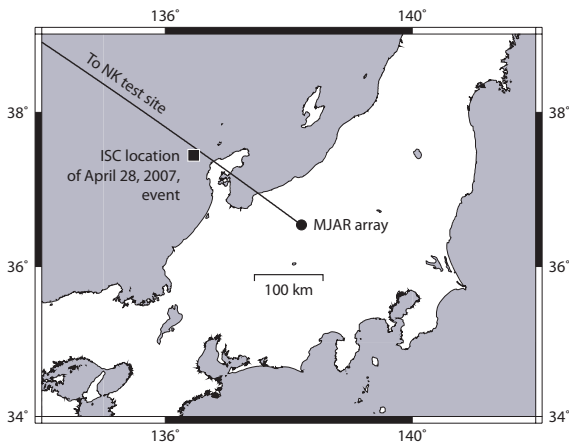 136°
140°
To NK test site
38°
38°
ISC location
of April 28, 2007,
event
MJAR array
36°
36°
100 km
34°
34°
136°
140°